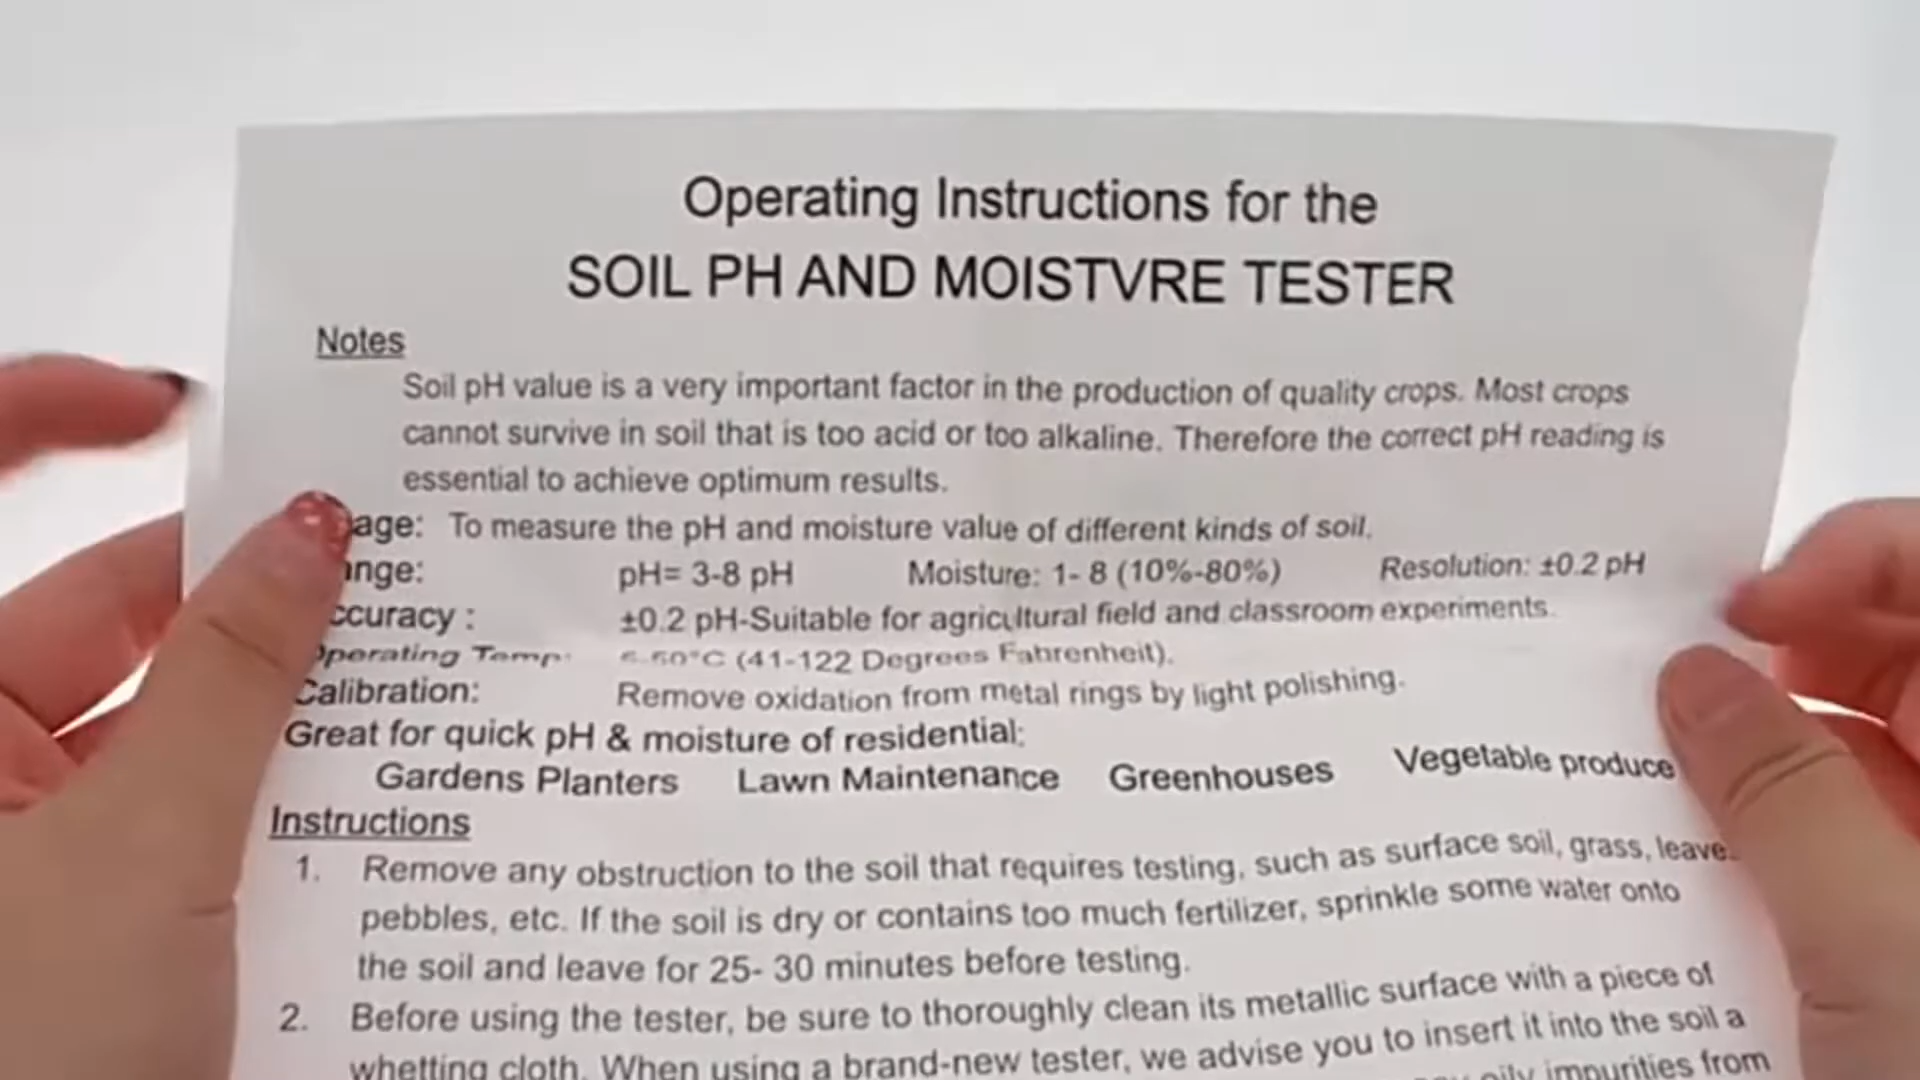 Operating Instructions for the
SOIL PH AND MOISTVRE TESTER
Notes
Soil pH value is a very important factor in the production of quality crops. Most crops
cannot survive in soil that is too acid or too alkaline. Therefore the correct pH reading is
essential to achieve optimum results.
age: To measure the pH and moisture value of different kinds of soil.
nge: pH= 3-8 pH Moisture: 1- 8 (10%-80%) Resolution: ±0.2 pH
ccuracy : ±0.2 pH-Suitable for agricultural field and classroom experiments.
Operating Temp: (41-122 Degrees Fahrenheit).
Calibration: Remove oxidation from metal rings by light polishing.
Great for quick pH & moisture of residential:
Gardens Planters Lawn Maintenance Greenhouses Vegetable produce
Instructions
1. Remove any obstruction to the soil that requires testing, such as surface soil, grass, leave
pebbles, etc. If the soil is dry or contains too much fertilizer, sprinkle some water onto
the soil and leave for 25- 30 minutes before testing.
2. Before using the tester, be sure to thoroughly clean its metallic surface with a piece of
whetting cloth. When using a brand-new tester, we advise you to insert it into the soil a
oily impurities from